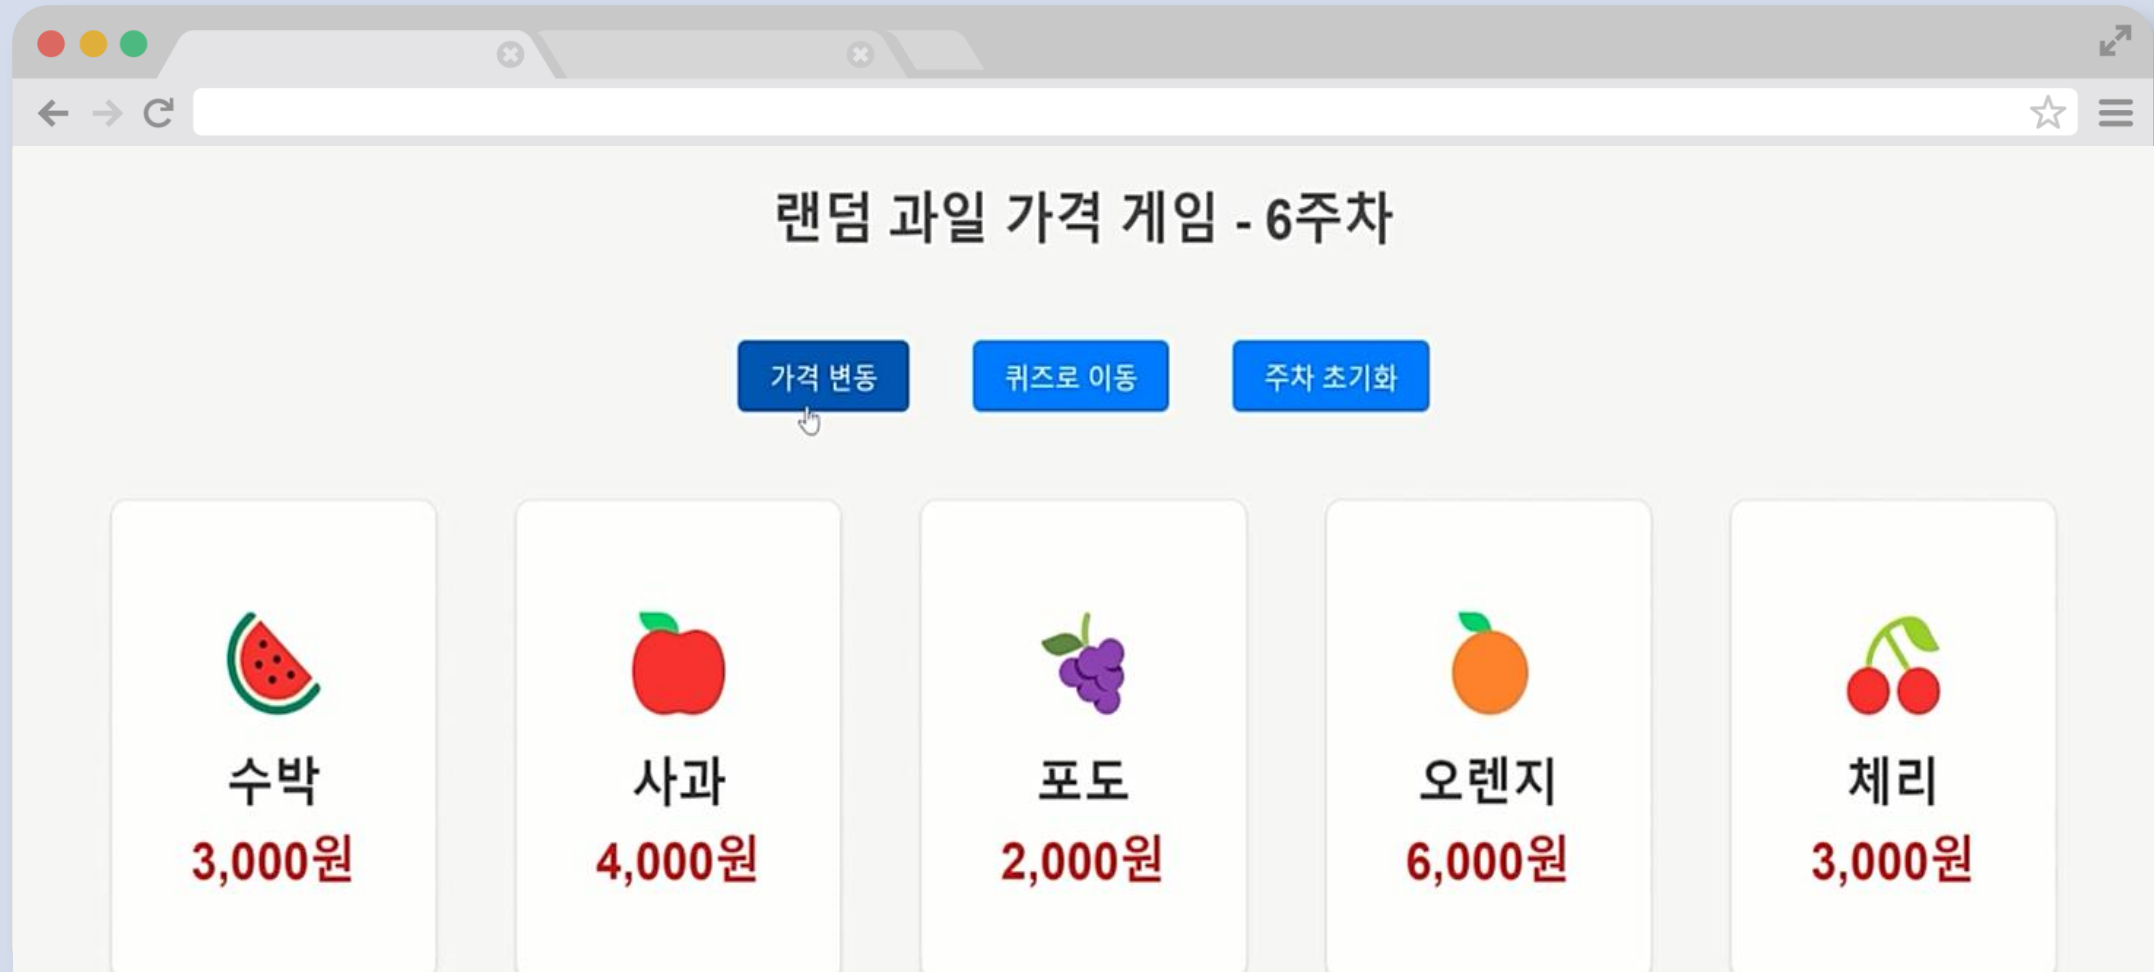 랜덤 과일 가격 게임 - 6주차
가격 변동 퀴즈로 이동 주차 초기화
수박 사과 포도 오렌지 체리
3,000원 4,000원 2,000원 6,000원 3,000원